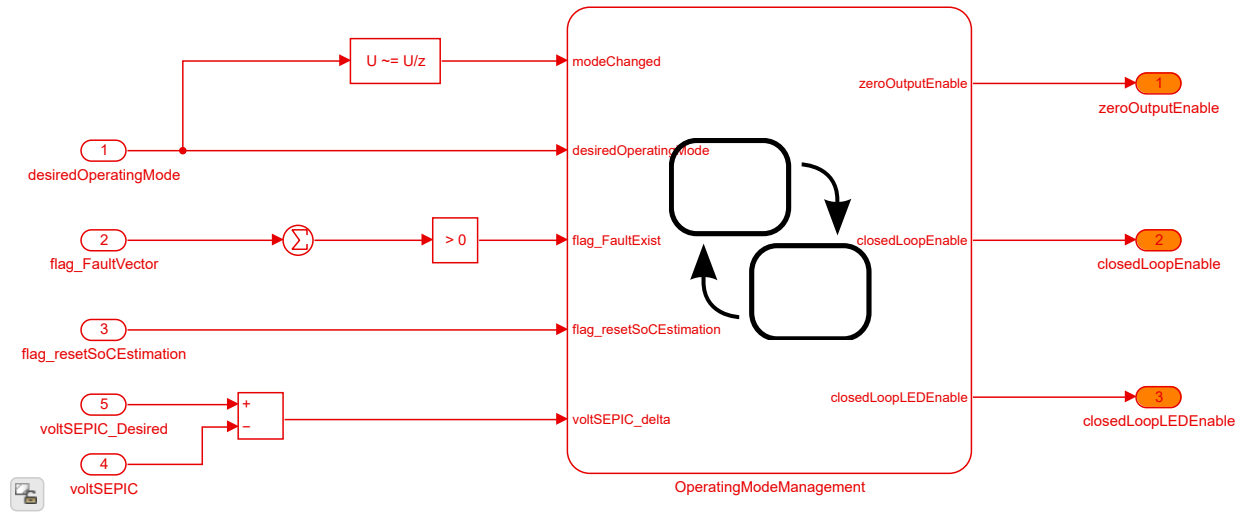 U ~= U/z
modeChanged
zeroOutputEnable
1
zeroOutputEnable
1
desiredOperatingMode
desiredOperatingMode
2
flag_FaultVector
∑
> 0
flag_FaultExist
closedLoopEnable
2
closedLoopEnable
3
flag_resetSoCEstimation
flag_resetSoCEstimation
5
voltSEPIC_Desired
+
−
voltSEPIC_delta
closedLoopLEDEnable
3
closedLoopLEDEnable
4
voltSEPIC
OperatingModeManagement